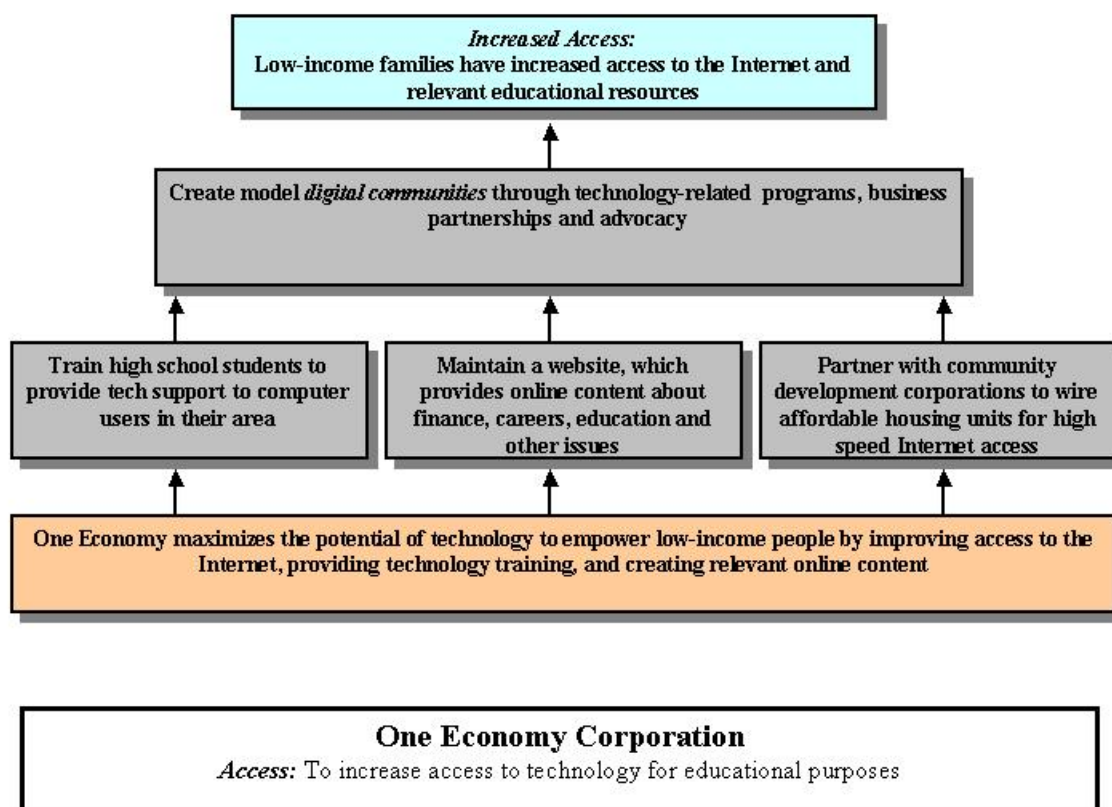 Increased Access:
Low-income families have increased access to the Internet and
relevant educational resources
Create model digital communities through technology-related programs, business
partnerships and advocacy
Train high school students to
provide tech support to computer
users in their area
Maintain a website, which
provides online content about
finance, careers, education and
other issues
Partner with community
development corporations to wire
affordable housing units for high
speed Internet access
One Economy maximizes the potential of technology to empower low-income people by improving access to the
Internet, providing technology training, and creating relevant online content
One Economy Corporation
Access: To increase access to technology for educational purposes